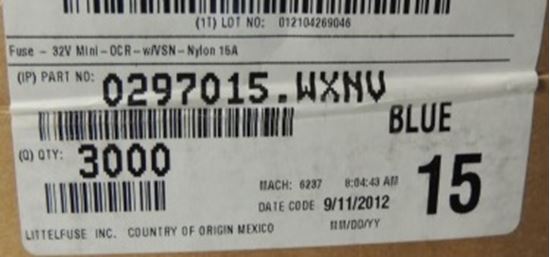 (1T) LOT NO: 012104269046
Fuse - 32V Mini-OCR-w/VSN-Nylon 15A
(1P) PART NO: 0297015.WXNV
BLUE
(Q) QTY: 3000
15
MACH: 6237 8:04:43 AM
DATE CODE 9/11/2012
MM/DD/YY
LITTELFUSE INC. COUNTRY OF ORIGIN MEXICO